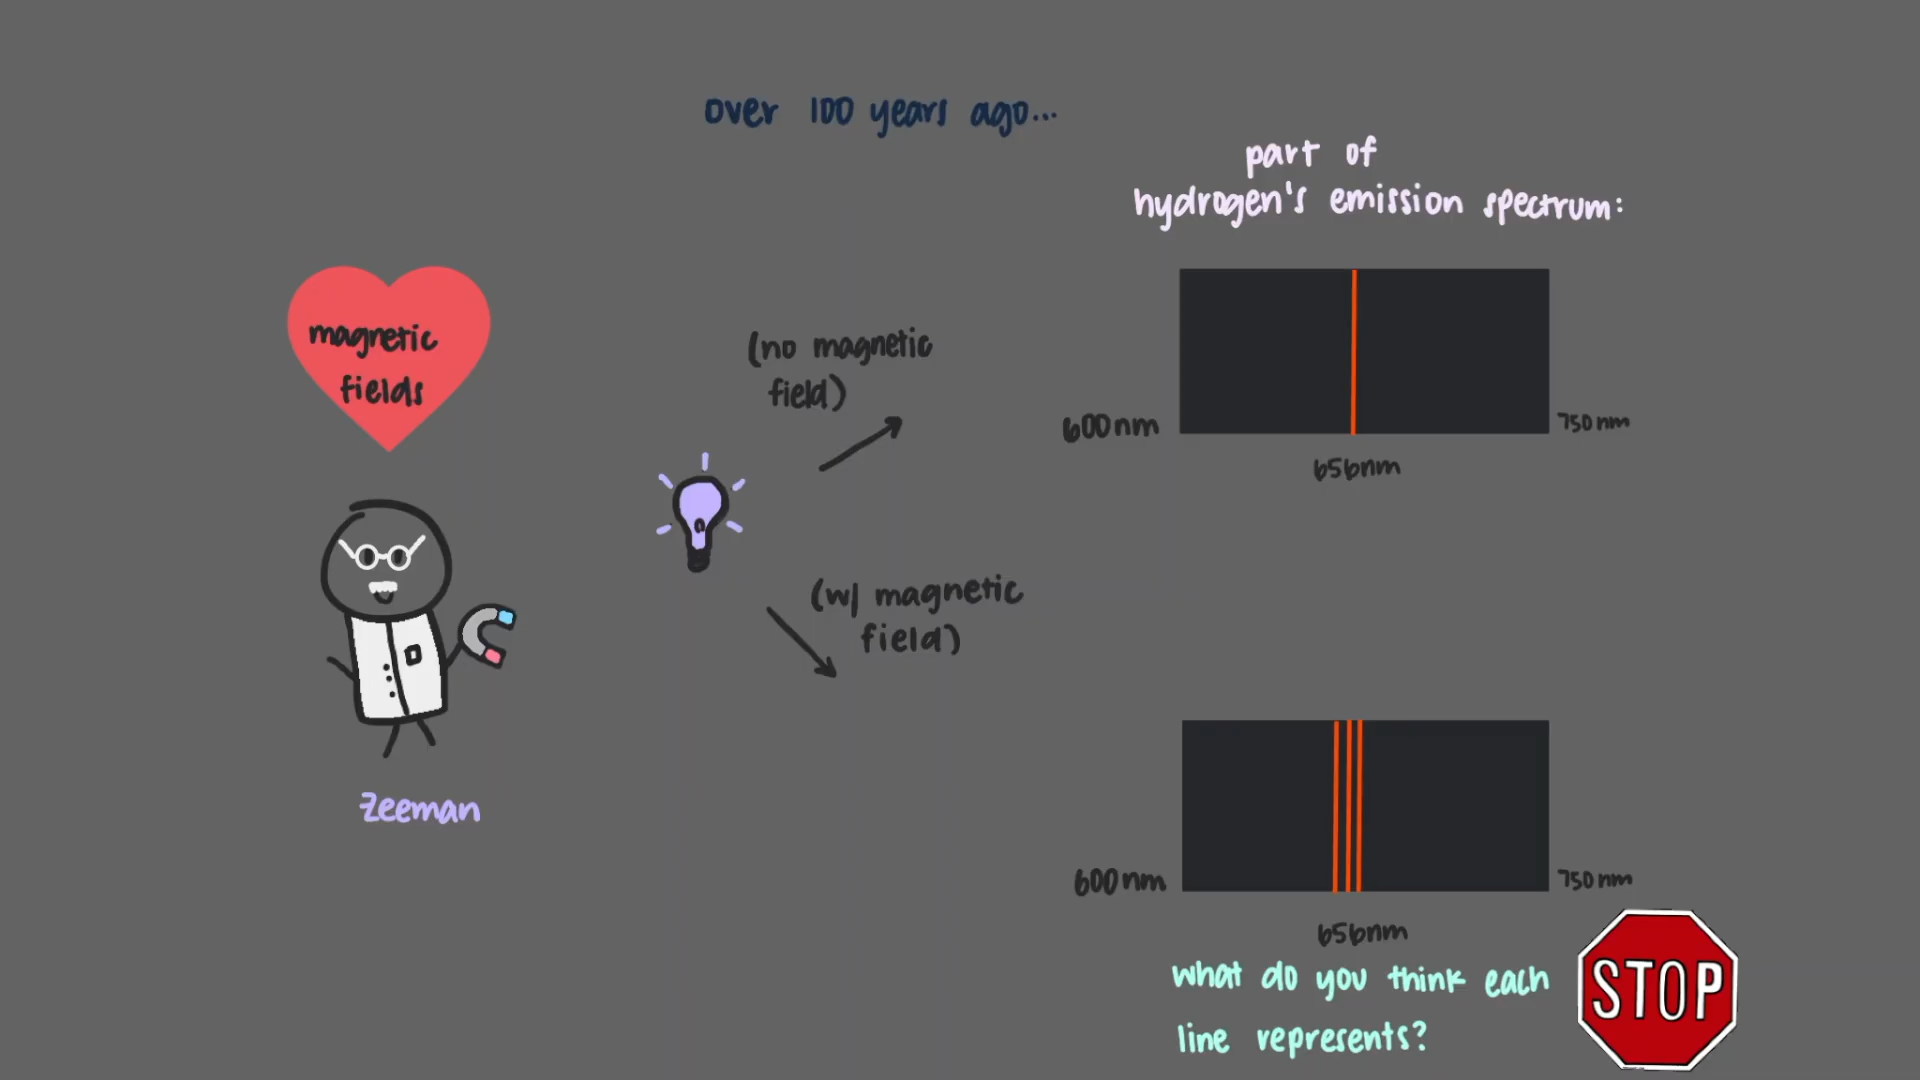 over 100 years ago...
part of
hydrogen's emission spectrum:
magnetic
fields
(no magnetic
field)
600nm
750nm
656nm
(w/ magnetic
field)
zeeman
600nm
750nm
656nm
what do you think each
line represents?
STOP